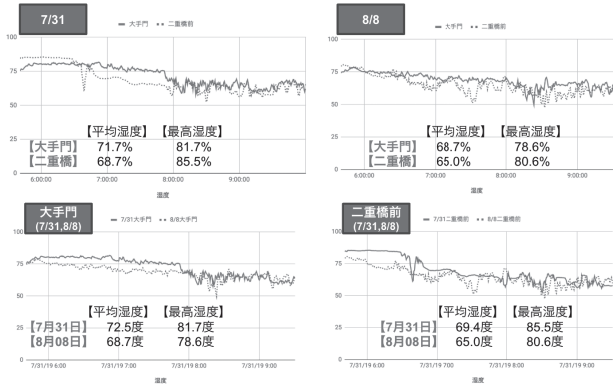 7/31
大手門 二重橋前
100
75
50
25
0
【平均湿度】 【最高湿度】
【大手門】 71.7% 81.7%
【二重橋】 68.7% 85.5%
6:00:00 7:00:00 8:00:00 9:00:00
湿度
8/8
大手門 二重橋前
100
75
50
25
0
【平均湿度】 【最高湿度】
【大手門】 68.7% 78.6%
【二重橋】 65.0% 80.6%
6:00:00 7:00:00 8:00:00 9:00:00
湿度
大手門
(7/31,8/8)
7/31大手門 8/8大手門
100
75
50
25
0
【平均湿度】 【最高湿度】
【7月31日】 72.5度 81.7度
【8月08日】 68.7度 78.6度
7/31/19 6:00 7/31/19 7:00 7/31/19 8:00 7/31/19 9:00
湿度
二重橋前
(7/31,8/8)
7/31二重橋前 8/8二重橋前
100
75
50
25
0
【平均湿度】 【最高湿度】
【7月31日】 69.4度 85.5度
【8月08日】 65.0度 80.6度
7/31/19 6:00 7/31/19 7:00 7/31/19 8:00 7/31/19 9:00
湿度